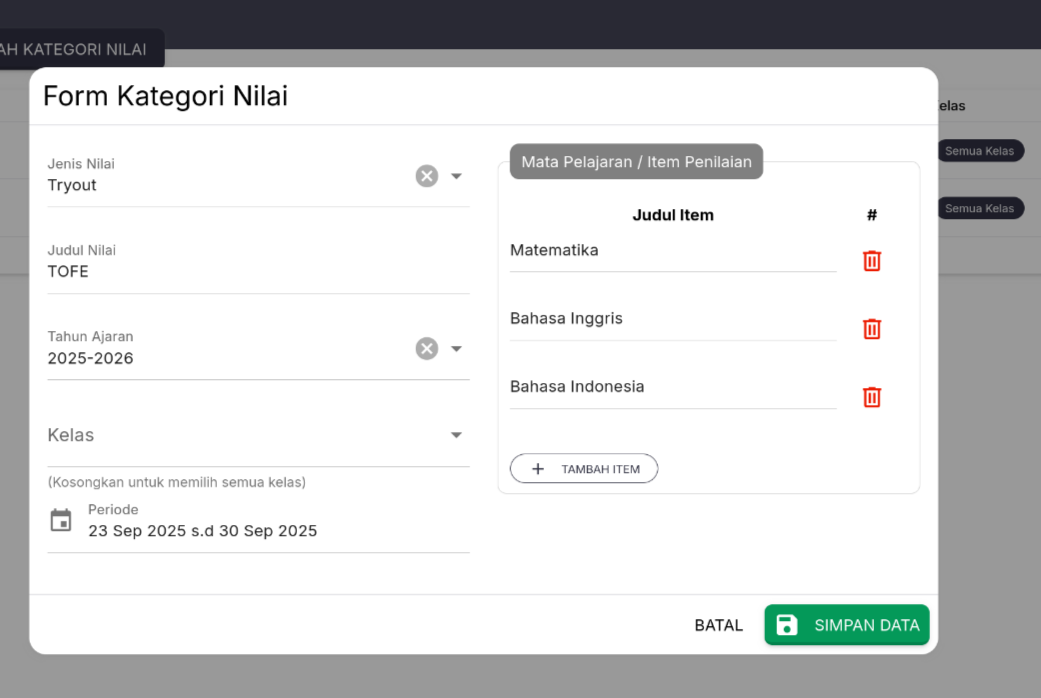 AH KATEGORI NILAI
Form Kategori Nilai
elas
Jenis Nilai
Tryout
Mata Pelajaran / Item Penilaian
Semua Kelas
Judul Item
#
Semua Kelas
Judul Nilai
TOFE
Matematika
Bahasa Inggris
Tahun Ajaran
2025-2026
Bahasa Indonesia
Kelas
(Kosongkan untuk memilih semua kelas)
+ TAMBAH ITEM
Periode
23 Sep 2025 s.d 30 Sep 2025
BATAL
SIMPAN DATA